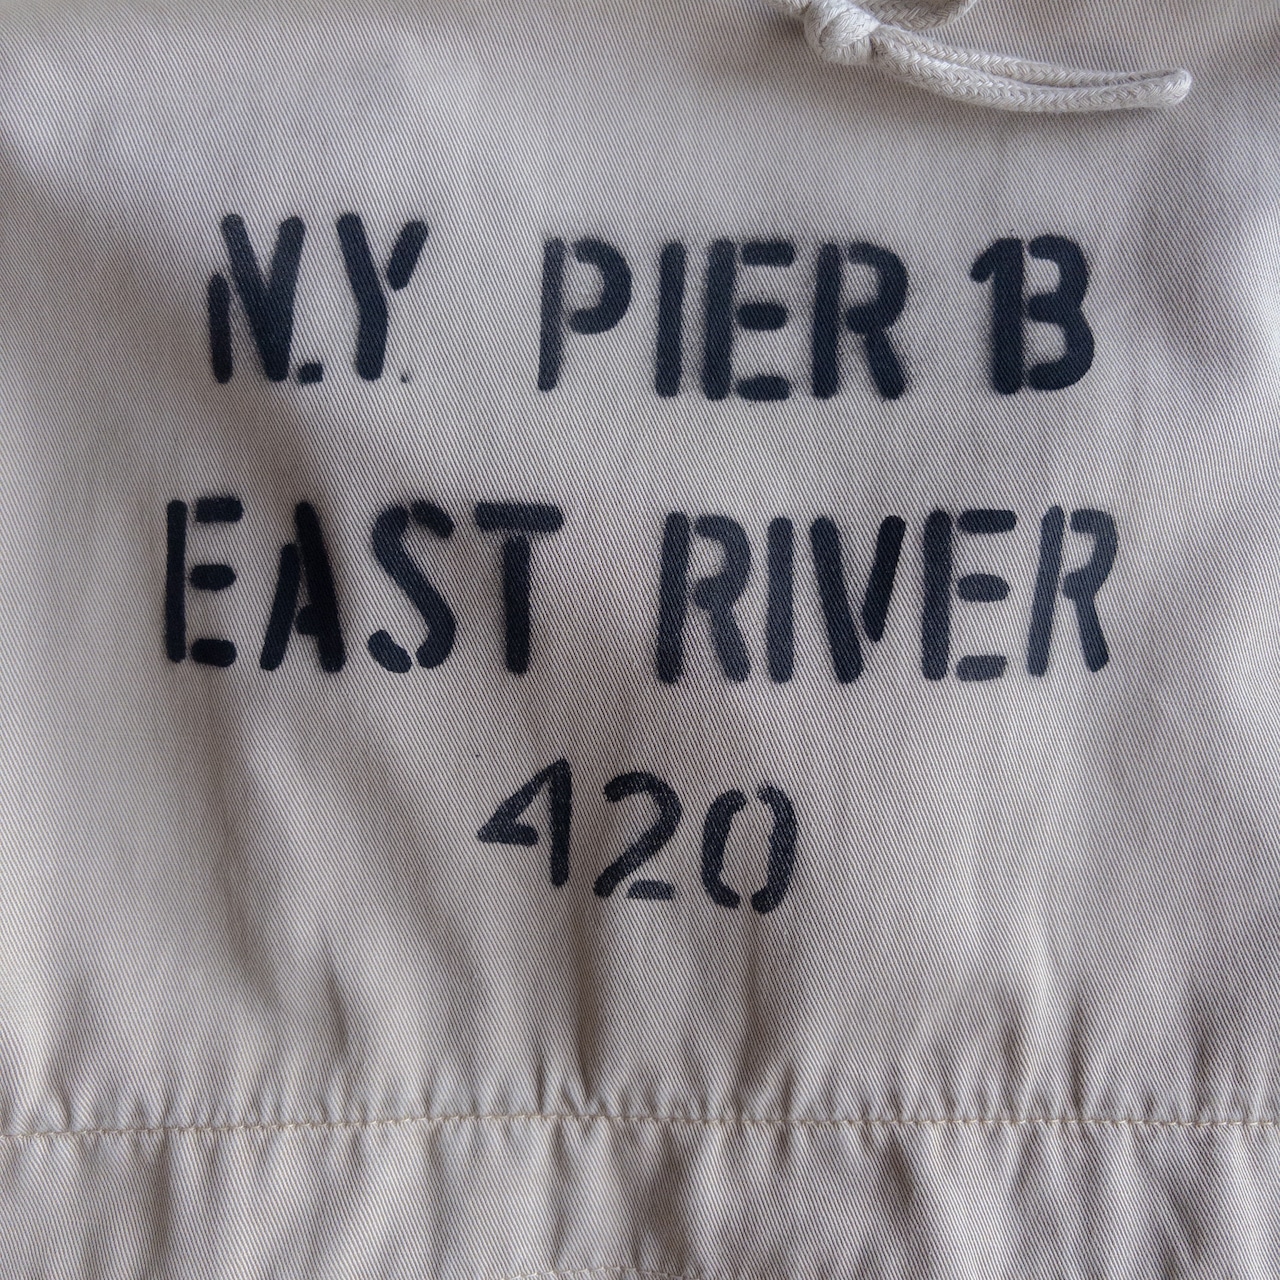 N.Y. PIER 13
EAST RIVER
420